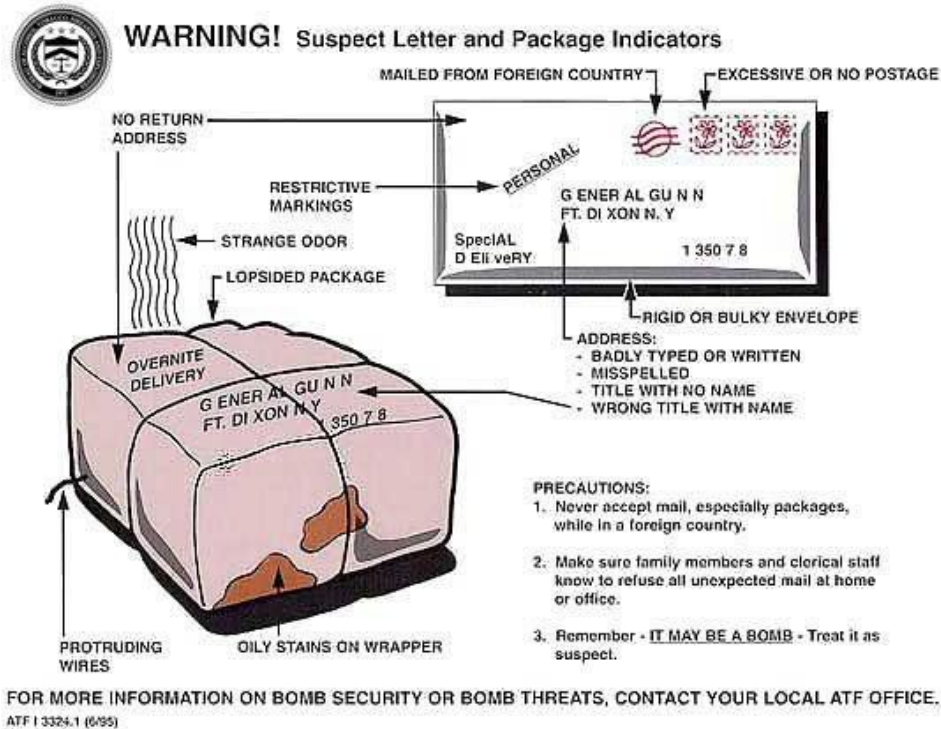 WARNING! Suspect Letter and Package Indicators
MAILED FROM FOREIGN COUNTRY
EXCESSIVE OR NO POSTAGE
NO RETURN
ADDRESS
RESTRICTIVE
MARKINGS
PERSONAL
G ENER AL GU N N
FT. DI XON N. Y
SpecIAL
D Eli veRY
1 350 7 8
STRANGE ODOR
LOPSIDED PACKAGE
RIGID OR BULKY ENVELOPE
ADDRESS:
- BADLY TYPED OR WRITTEN
- MISSPELLED
- TITLE WITH NO NAME
- WRONG TITLE WITH NAME
OVERNITE
DELIVERY
G ENER AL GU N N
FT. DI XON N Y
1 350 7 8
PRECAUTIONS:
1. Never accept mail, especially packages,
while in a foreign country.
2. Make sure family members and clerical staff
know to refuse all unexpected mail at home
or office.
3. Remember - IT MAY BE A BOMB - Treat it as
suspect.
PROTRUDING
WIRES
OILY STAINS ON WRAPPER
FOR MORE INFORMATION ON BOMB SECURITY OR BOMB THREATS, CONTACT YOUR LOCAL ATF OFFICE.
ATF I 3324.1 (6/95)